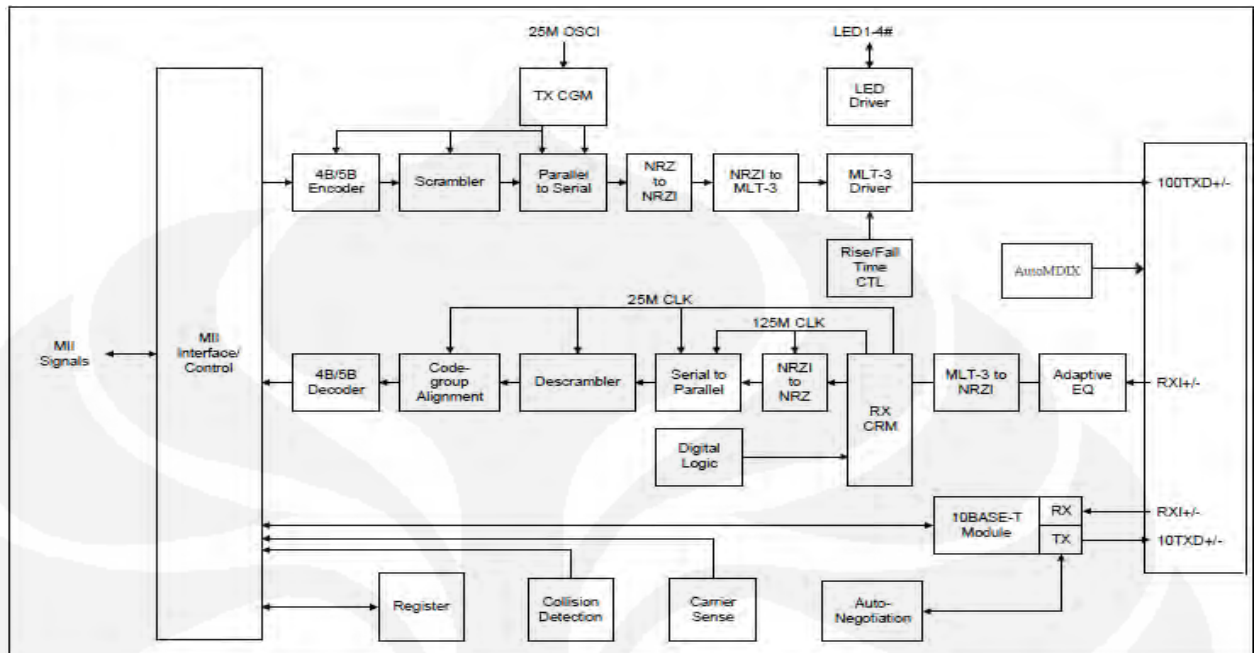 25M OSCI
LED1-4#
TX CGM
LED
Driver
4B/5B
Encoder
Scrambler
Parallel
to Serial
NRZ
to
NRZI
NRZI to
MLT-3
MLT-3
Driver
100TXD+/-
Rise/Fall
Time
CTL
AutoMDIX
25M CLK
125M CLK
MII
Signals
MII
Interface/
Control
4B/5B
Decoder
Code-
group
Alignment
Descrambler
Serial to
Parallel
NRZI
to
NRZ
RX
CRM
MLT-3 to
NRZI
Adaptive
EQ
RXI+/-
Digital
Logic
10BASE-T
Module
RX
TX
RXI+/-
10TXD+/-
Register
Collision
Detection
Carrier
Sense
Auto-
Negotiation